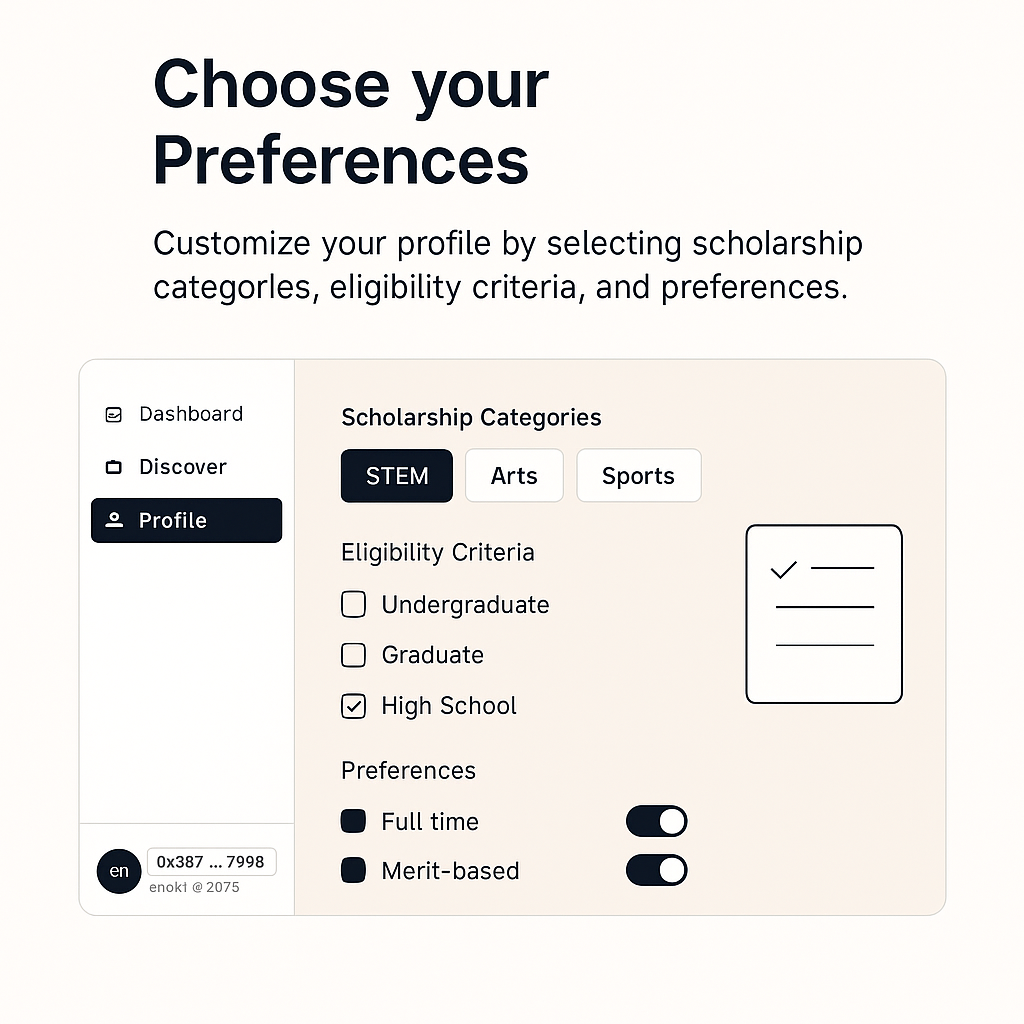 Choose your
Preferences
Customize your profile by selecting scholarship
categorles, eligibility criteria, and preferences.
Dashboard
Discover
Profile
Scholarship Categories
STEM Arts Sports
Eligibility Criteria
Undergraduate
Graduate
High School
Preferences
Full time
Merit-based
en
0x387 ... 7998
enokt @ 2075